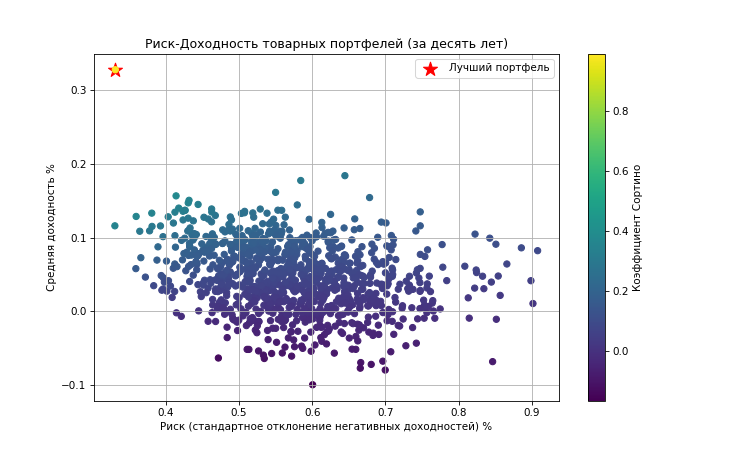 Риск-Доходность товарных портфелей (за десять лет)
Лучший портфель
Средняя доходность %
0.3
0.2
0.1
0.0
−0.1
0.4 0.5 0.6 0.7 0.8 0.9
Риск (стандартное отклонение негативных доходностей) %
0.8
0.6
0.4
0.2
0.0
Коэффициент Сортино